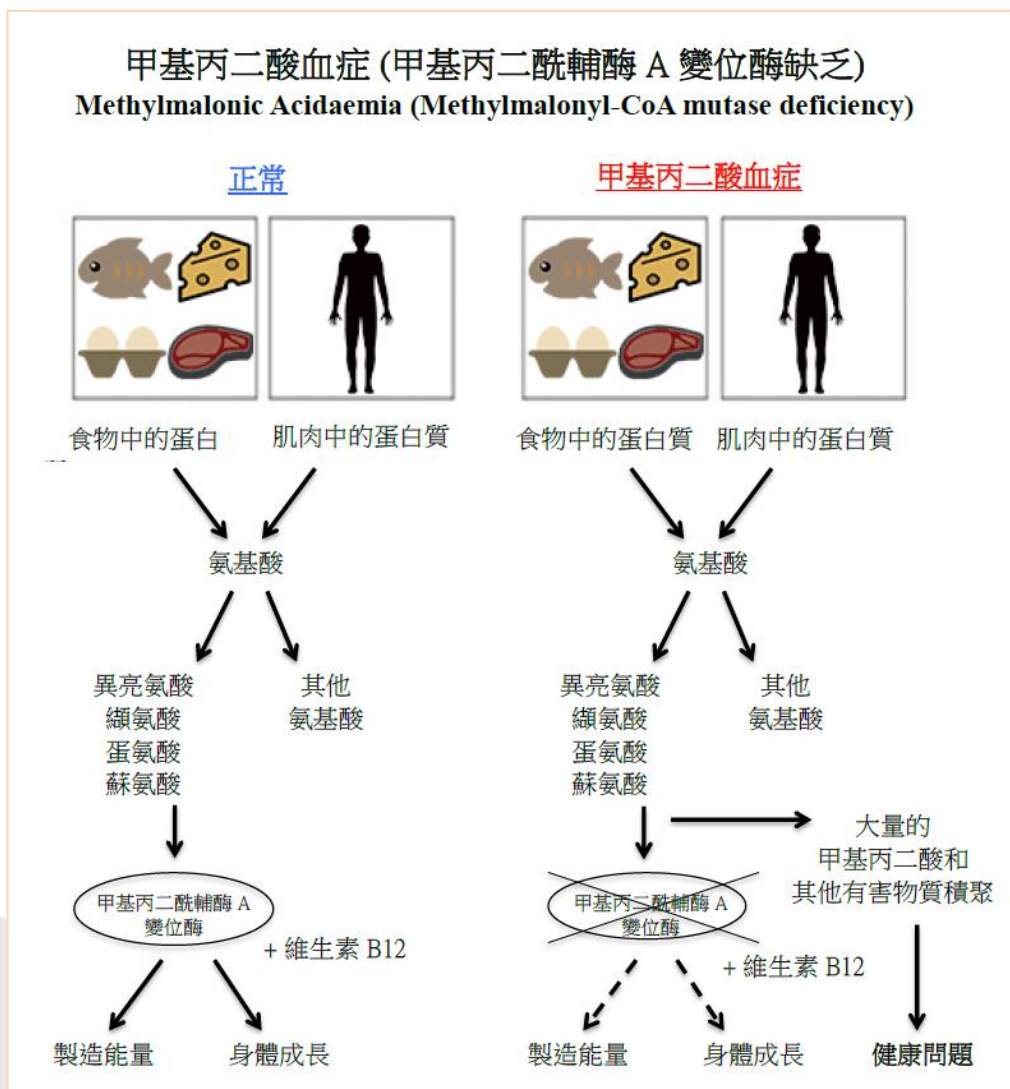 甲基丙二酸血症 (甲基丙二酰輔酶 A 變位酶缺乏)
Methylmalonic Acidaemia (Methylmalonyl-CoA mutase deficiency)
正常
食物中的蛋白
肌肉中的蛋白質
氨基酸
異亮氨酸
纈氨酸
蛋氨酸
蘇氨酸
其他
氨基酸
甲基丙二酰輔酶 A
變位酶
+ 維生素 B12
製造能量
身體成長
甲基丙二酸血症
食物中的蛋白質
肌肉中的蛋白質
氨基酸
異亮氨酸
纈氨酸
蛋氨酸
蘇氨酸
其他
氨基酸
大量的
甲基丙二酸和
其他有害物質積聚
甲基丙二酰輔酶 A
變位酶
+ 維生素 B12
製造能量
身體成長
健康問題